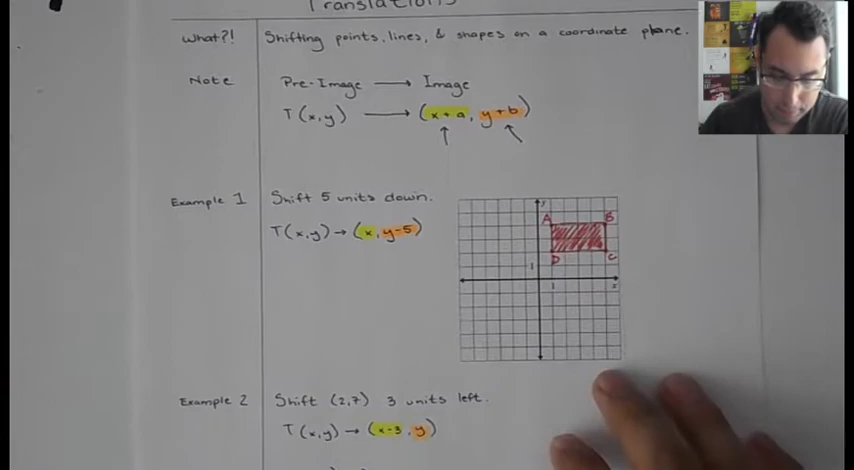 Translations
What?! Shifting points, lines, & shapes on a coordinate plane.
Note Pre-Image → Image
T(x,y) → (x+a, y+b)
Example 1 Shift 5 units down.
T(x,y) → (x, y-5)
y
A B
D C
1
1 x
Example 2 Shift (2,7) 3 units left.
T(x,y) → (x-3, y)